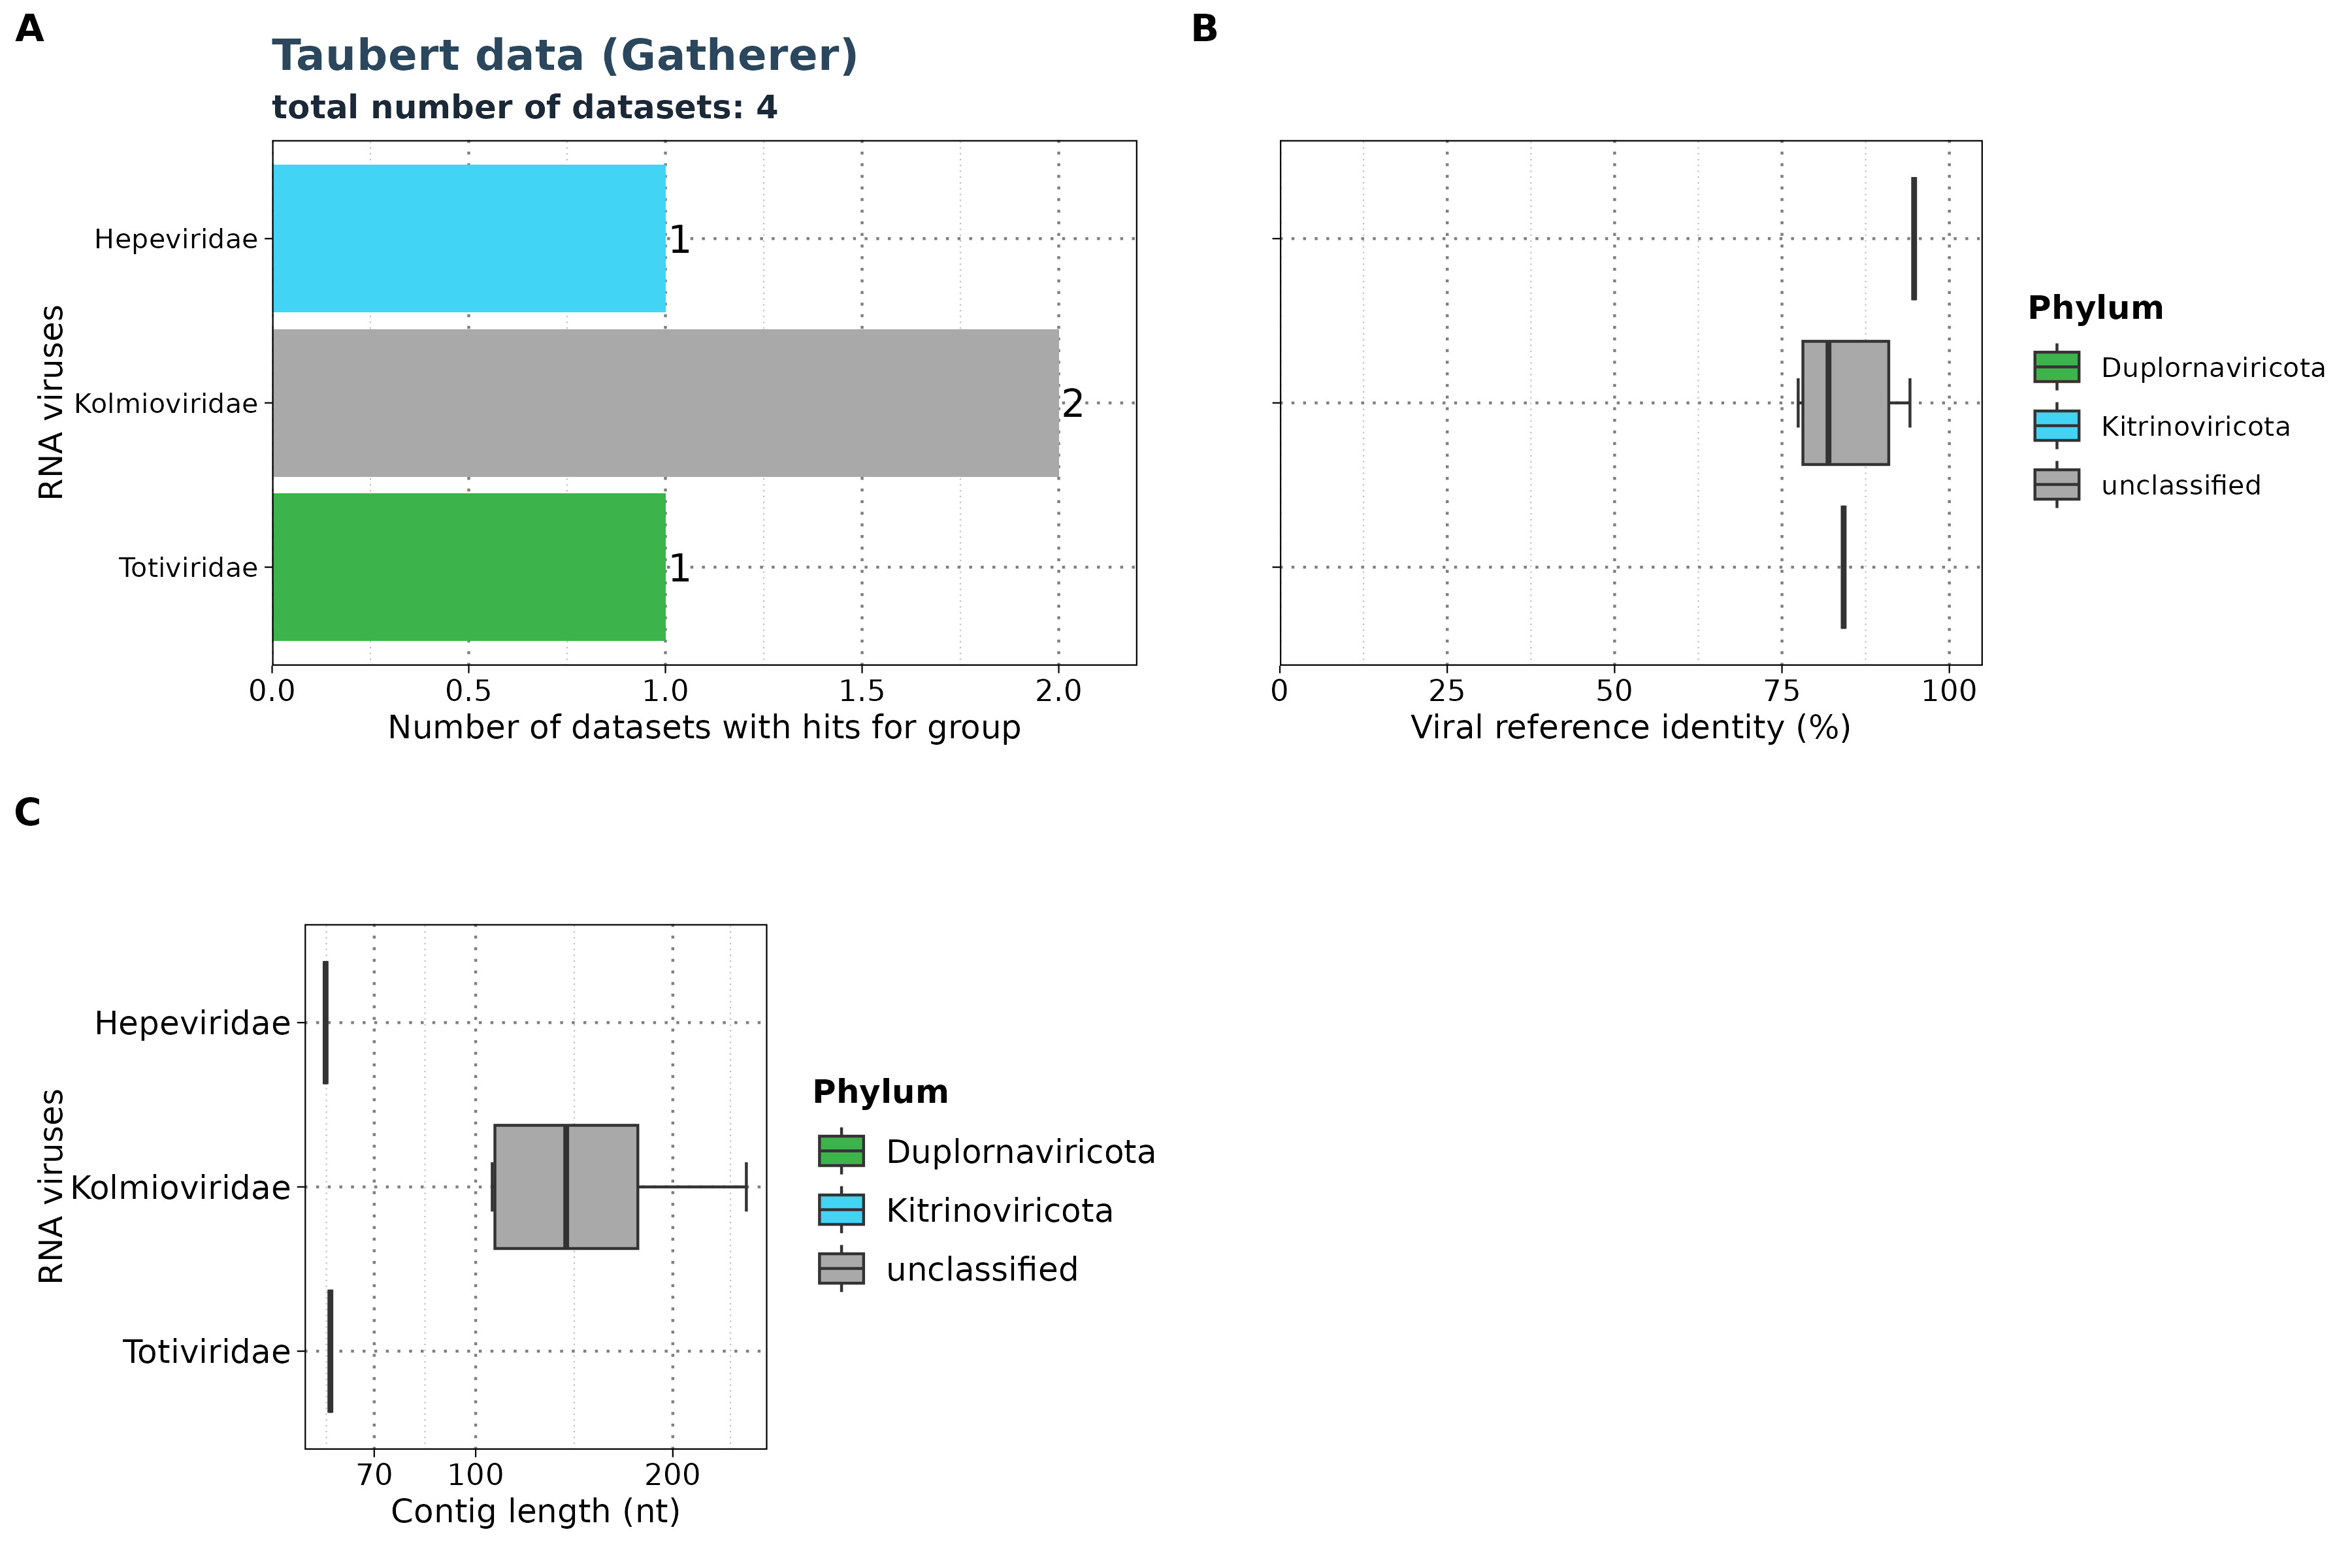 A
Taubert data (Gatherer)
total number of datasets: 4
RNA viruses
Hepeviridae
Kolmioviridae
Totiviridae
1
2
1
0.0 0.5 1.0 1.5 2.0
Number of datasets with hits for group
B
0 25 50 75 100
Viral reference identity (%)
Phylum
Duplornaviricota
Kitrinoviricota
unclassified
C
RNA viruses
Hepeviridae
Kolmioviridae
Totiviridae
70 100 200
Contig length (nt)
Phylum
Duplornaviricota
Kitrinoviricota
unclassified